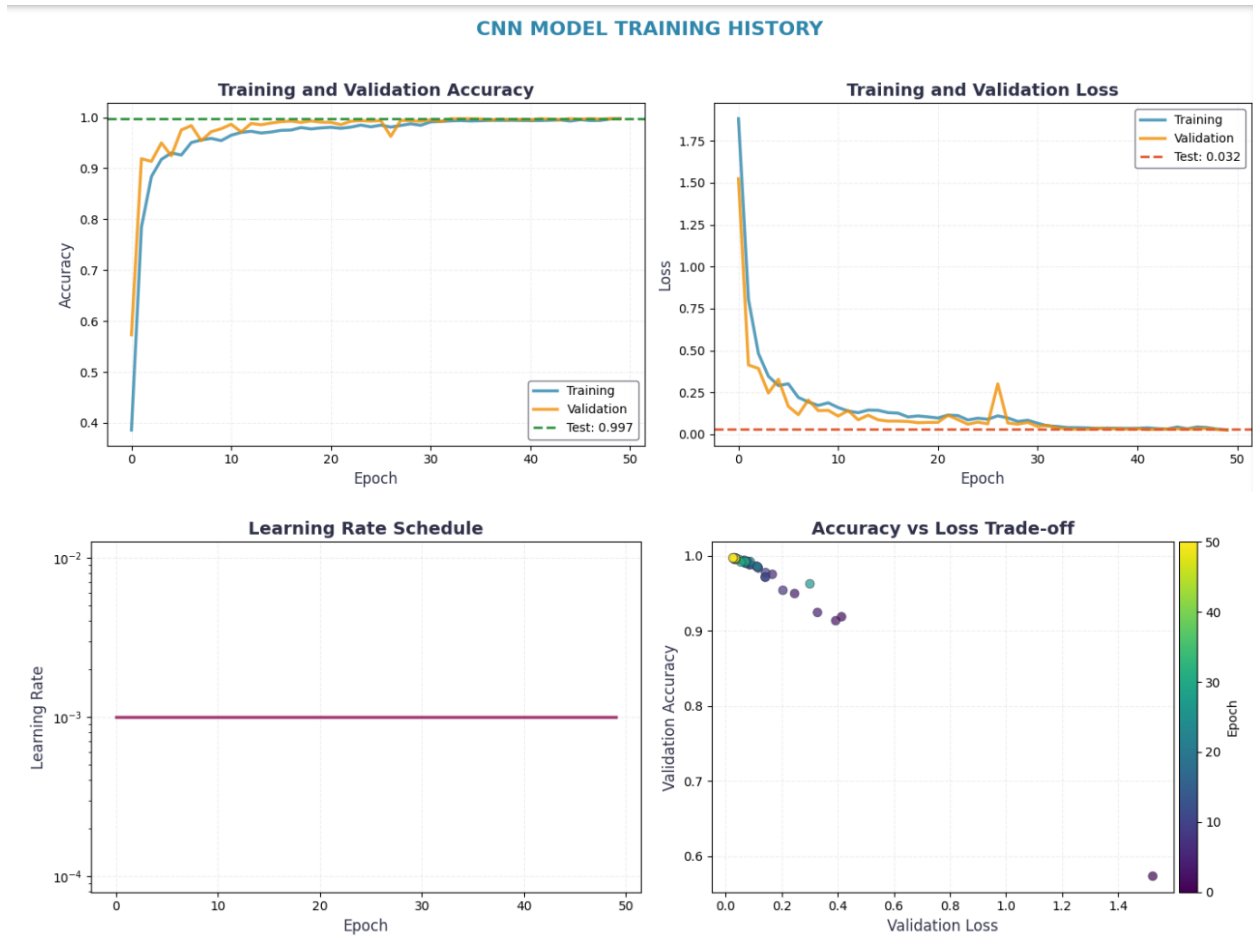 CNN MODEL TRAINING HISTORY
Training and Validation Accuracy
1.0
0.9
0.8
0.7
0.6
0.5
0.4
Accuracy
0
10
20
30
40
50
Epoch
Training
Validation
Test: 0.997
Training and Validation Loss
1.75
1.50
1.25
1.00
0.75
0.50
0.25
0.00
Loss
0
10
20
30
40
50
Epoch
Training
Validation
Test: 0.032
Learning Rate Schedule
10⁻²
10⁻³
10⁻⁴
Learning Rate
0
10
20
30
40
50
Epoch
Accuracy vs Loss Trade-off
1.0
0.9
0.8
0.7
0.6
Validation Accuracy
0.0
0.2
0.4
0.6
0.8
1.0
1.2
1.4
Validation Loss
50
40
30
20
10
0
Epoch